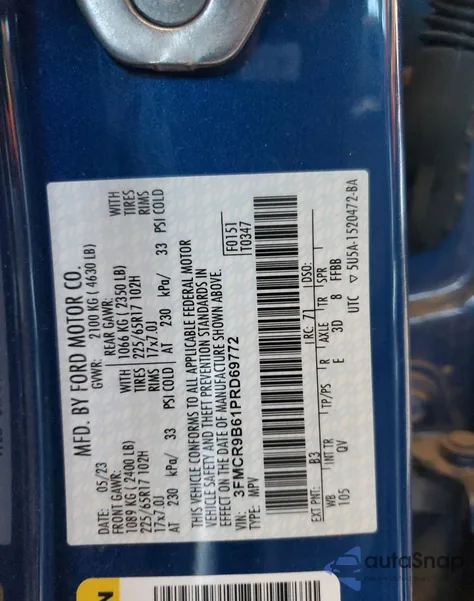 MFD. BY FORD MOTOR CO.
DATE: 05/23 GVWR: 2100 KG ( 4630 LB)
FRONT GAWR: REAR GAWR:
1089 KG ( 2400 LB) 1066 KG ( 2350 LB) WITH
225/65R17 102H TIRES 225/65R17 102H TIRES
17x7.0J RIMS 17x7.0J RIMS
AT 230 kPa/ 33 PSI COLD AT 230 kPa/ 33 PSI COLD
THIS VEHICLE CONFORMS TO ALL APPLICABLE FEDERAL MOTOR
VEHICLE SAFETY AND THEFT PREVENTION STANDARDS IN
EFFECT ON THE DATE OF MANUFACTURE SHOWN ABOVE.
VIN: 3FMCR9B61PRD69772 F0151
TYPE: MPV T0347
EXT PNT: B3 RC: 71 DSO:
WB INT TR TP/PS R AXLE TR SPR
105 QV E 3D 8 FFBB
UTC ▽ 5U5A-1520472-BA
N
autoSnap